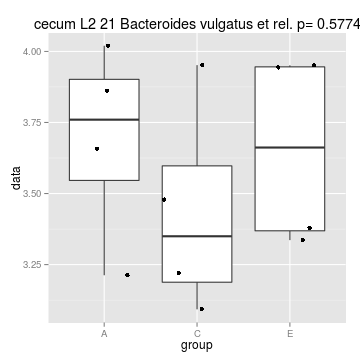 cecum L2 21 Bacteroides vulgatus et rel. p= 0.5774
4.00
3.75
3.50
3.25
data
A C E
group